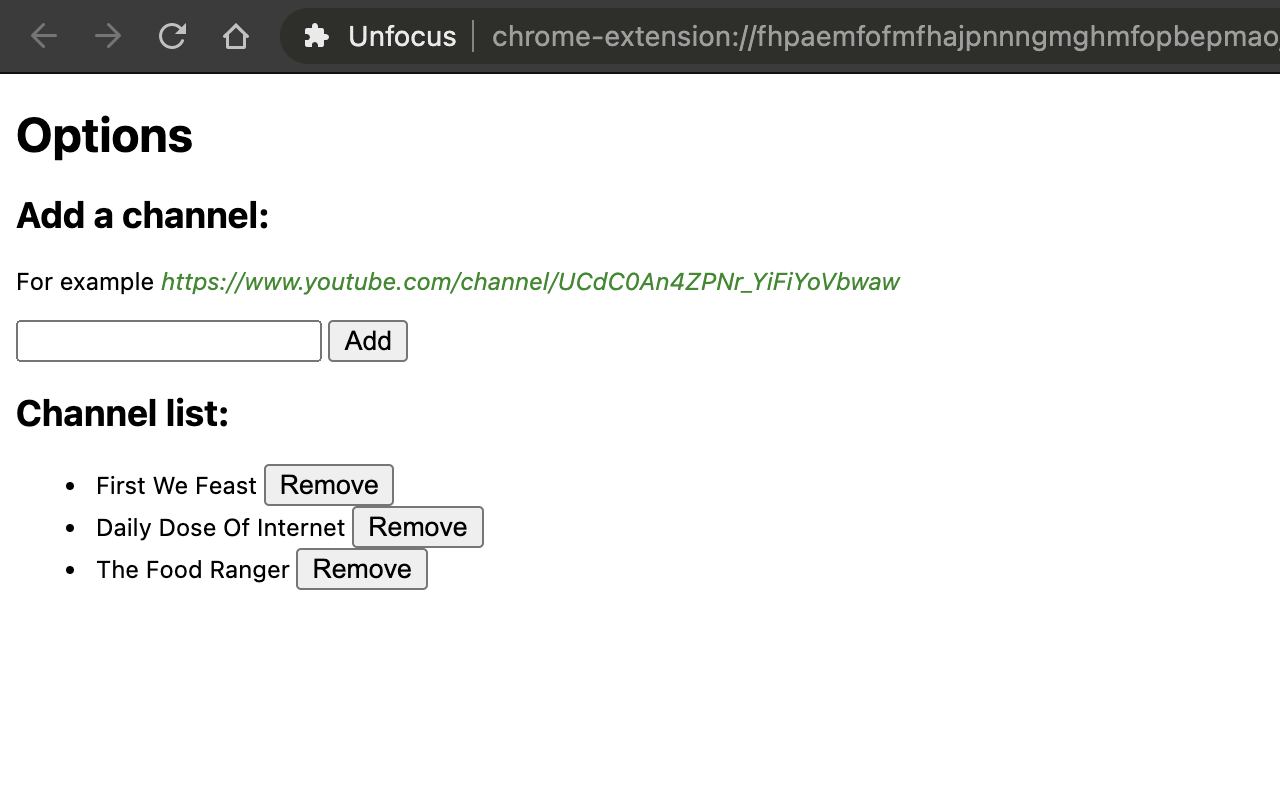 Unfocus chrome-extension://fhpaemfofmfhajpnnngmghmfopbepmao
Options
Add a channel:
For example https://www.youtube.com/channel/UCdC0An4ZPNr_YiFiYoVbwaw
Add
Channel list:
• First We Feast Remove
• Daily Dose Of Internet Remove
• The Food Ranger Remove